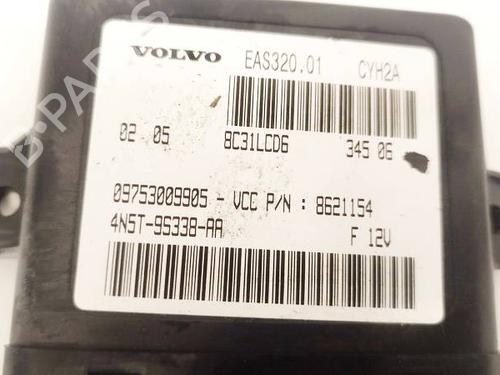 VOLVO EAS320.01 CYH2A
02 05 8C31LCD6 345 06
09753009905 - VCC P/N : 8621154
4N5T-9S338-AA F 12V
B-PARTS